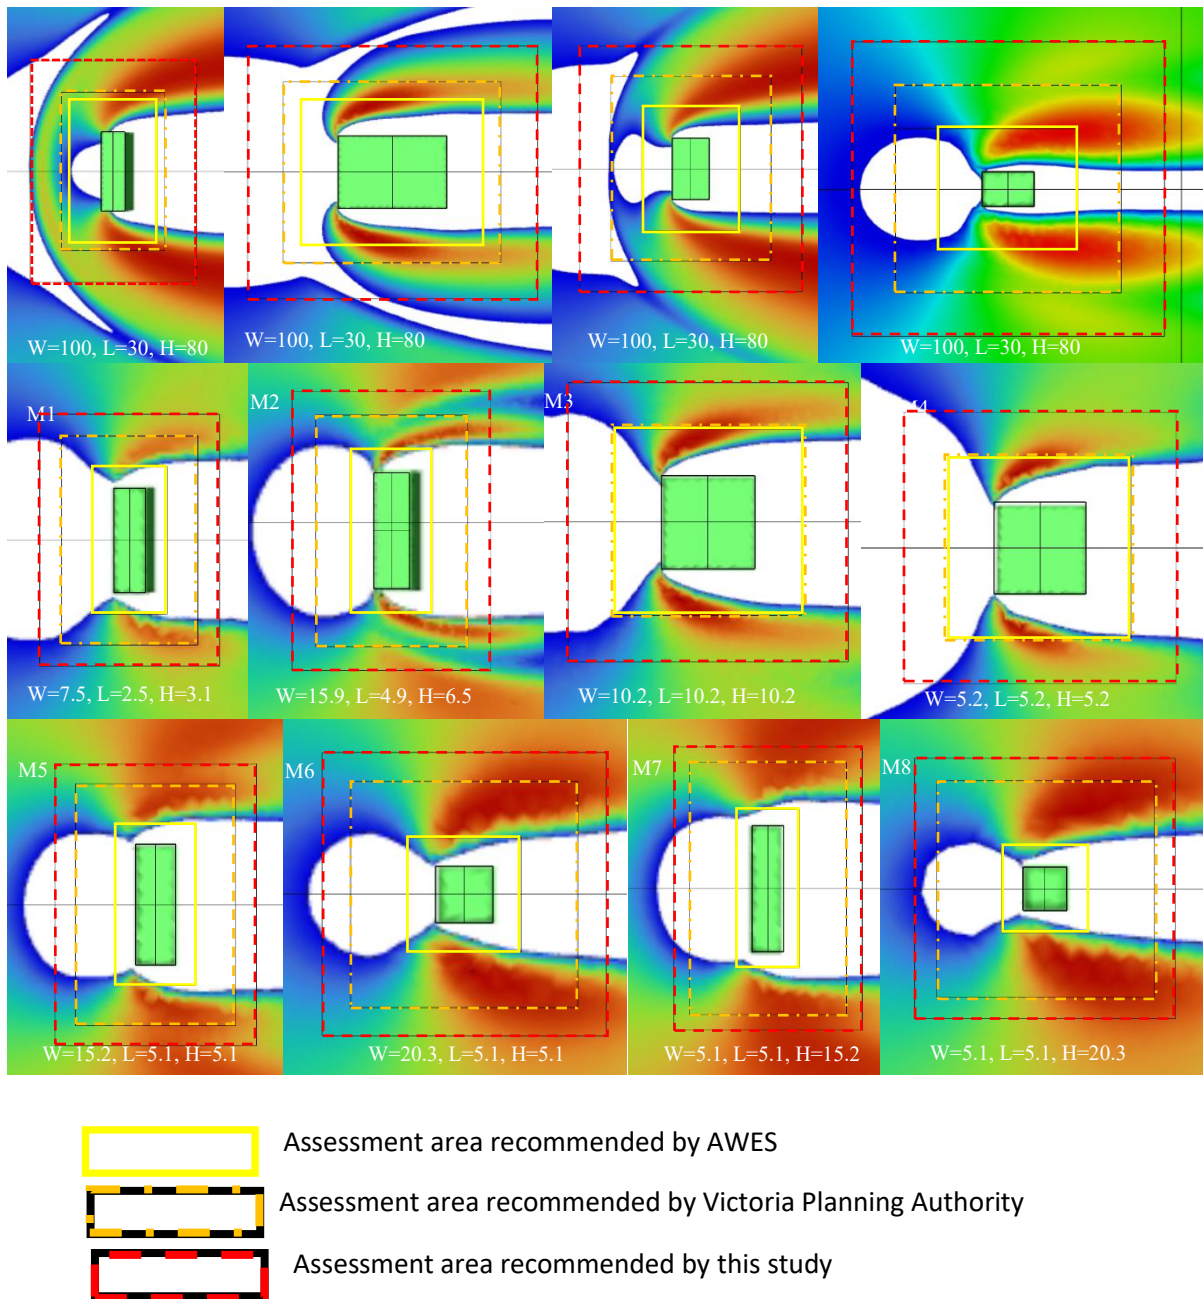 W=100, L=30, H=80
W=100, L=30, H=80
W=100, L=30, H=80
W=100, L=30, H=80
M1
M2
M3
W=7.5, L=2.5, H=3.1
W=15.9, L=4.9, H=6.5
W=10.2, L=10.2, H=10.2
W=5.2, L=5.2, H=5.2
M5
M6
M7
M8
W=15.2, L=5.1, H=5.1
W=20.3, L=5.1, H=5.1
W=5.1, L=5.1, H=15.2
W=5.1, L=5.1, H=20.3
Assessment area recommended by AWES
Assessment area recommended by Victoria Planning Authority
Assessment area recommended by this study